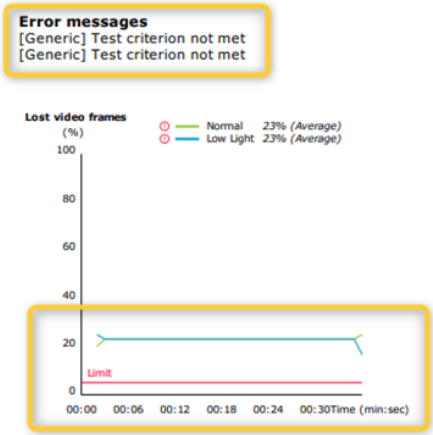 Error messages
[Generic] Test criterion not met
[Generic] Test criterion not met
Lost video frames
(%)
Normal 23% (Average)
Low Light 23% (Average)
100
80
60
40
20
Limit
0
00:00 00:06 00:12 00:18 00:24 00:30Time (min:sec)